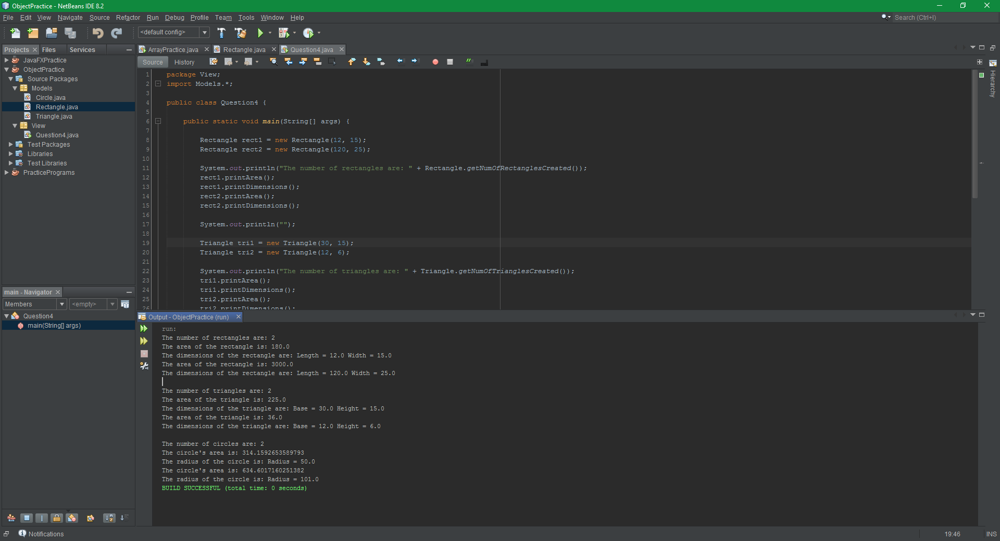 ObjectPractice - NetBeans IDE 8.2
File Edit View Navigate Source Refactor Run Debug Profile Team Tools Window Help
Search (Ctrl+I)
<default config>
Projects Files Services
JavaFXPractice
ObjectPractice
Source Packages
Models
Circle.java
Rectangle.java
Triangle.java
View
Question4.java
Test Packages
Libraries
Test Libraries
PracticePrograms
main - Navigator
Members <empty>
Question4
main(String[] args)
ArrayPractice.java Rectangle.java Question4.java
Source History
1 package View;
2 import Models.*;
3
4 public class Question4 {
5
6 public static void main(String[] args) {
7
8 Rectangle rect1 = new Rectangle(12, 15);
9 Rectangle rect2 = new Rectangle(120, 25);
10
11 System.out.println("The number of rectangles are: " + Rectangle.getNumOfRectanglesCreated());
12 rect1.printArea();
13 rect1.printDimensions();
14 rect2.printArea();
15 rect2.printDimensions();
16
17 System.out.println("");
18
19 Triangle tri1 = new Triangle(30, 15);
20 Triangle tri2 = new Triangle(12, 6);
21
22 System.out.println("The number of triangles are: " + Triangle.getNumOfTrianglesCreated());
23 tri1.printArea();
24 tri1.printDimensions();
25 tri2.printArea();
26 tri2.printDimensions();
Hierarchy
Output - ObjectPractice (run)
run:
The number of rectangles are: 2
The area of the rectangle is: 180.0
The dimensions of the rectangle are: Length = 12.0 Width = 15.0
The area of the rectangle is: 3000.0
The dimensions of the rectangle are: Length = 120.0 Width = 25.0
The number of triangles are: 2
The area of the triangle is: 225.0
The dimensions of the triangle are: Base = 30.0 Height = 15.0
The area of the triangle is: 36.0
The dimensions of the triangle are: Base = 12.0 Height = 6.0
The number of circles are: 2
The circle's area is: 314.1592653589793
The radius of the circle is: Radius = 50.0
The circle's area is: 634.6017160251382
The radius of the circle is: Radius = 101.0
BUILD SUCCESSFUL (total time: 0 seconds)
Notifications
19:46 INS